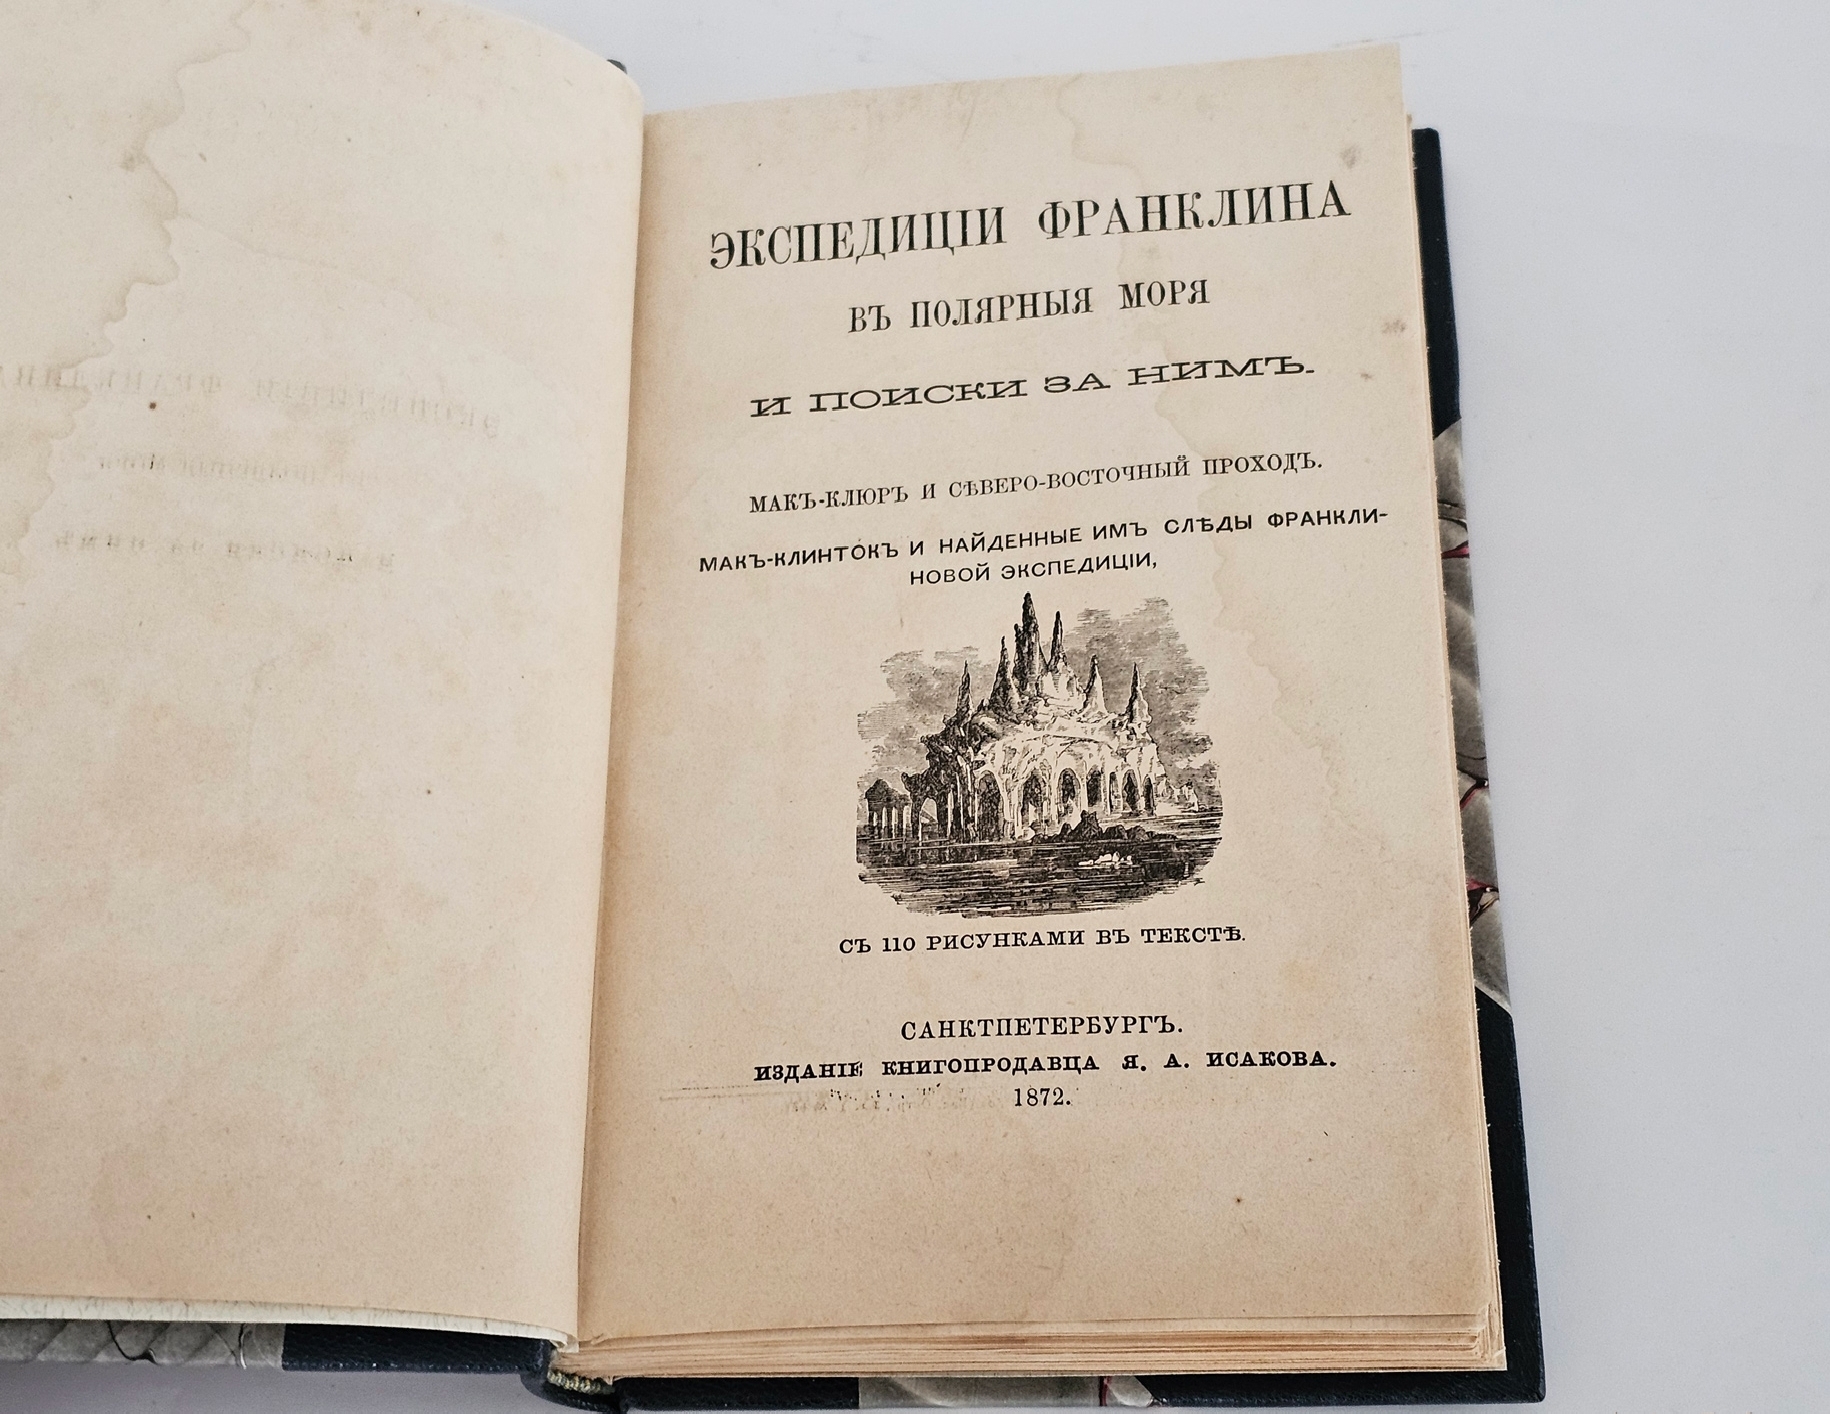 ЭКСПЕДИЦІИ ФРАНКЛИНА
ВЪ ПОЛЯРНЫЯ МОРЯ
И ПОИСКИ ЗА НИМЪ.
МАКЪ-КЛЮРЪ И СѢВЕРО-ВОСТОЧНЫЙ ПРОХОДЪ.
МАКЪ-КЛИНТОКЪ И НАЙДЕННЫЕ ИМЪ СЛѢДЫ ФРАНКЛИ-
НОВОЙ ЭКСПЕДИЦІИ,
СЪ 110 РИСУНКАМИ ВЪ ТЕКСТѢ.
САНКТПЕТЕРБУРГЪ.
ИЗДАНІЕ КНИГОПРОДАВЦА Я. А. ИСАКОВА.
1872.